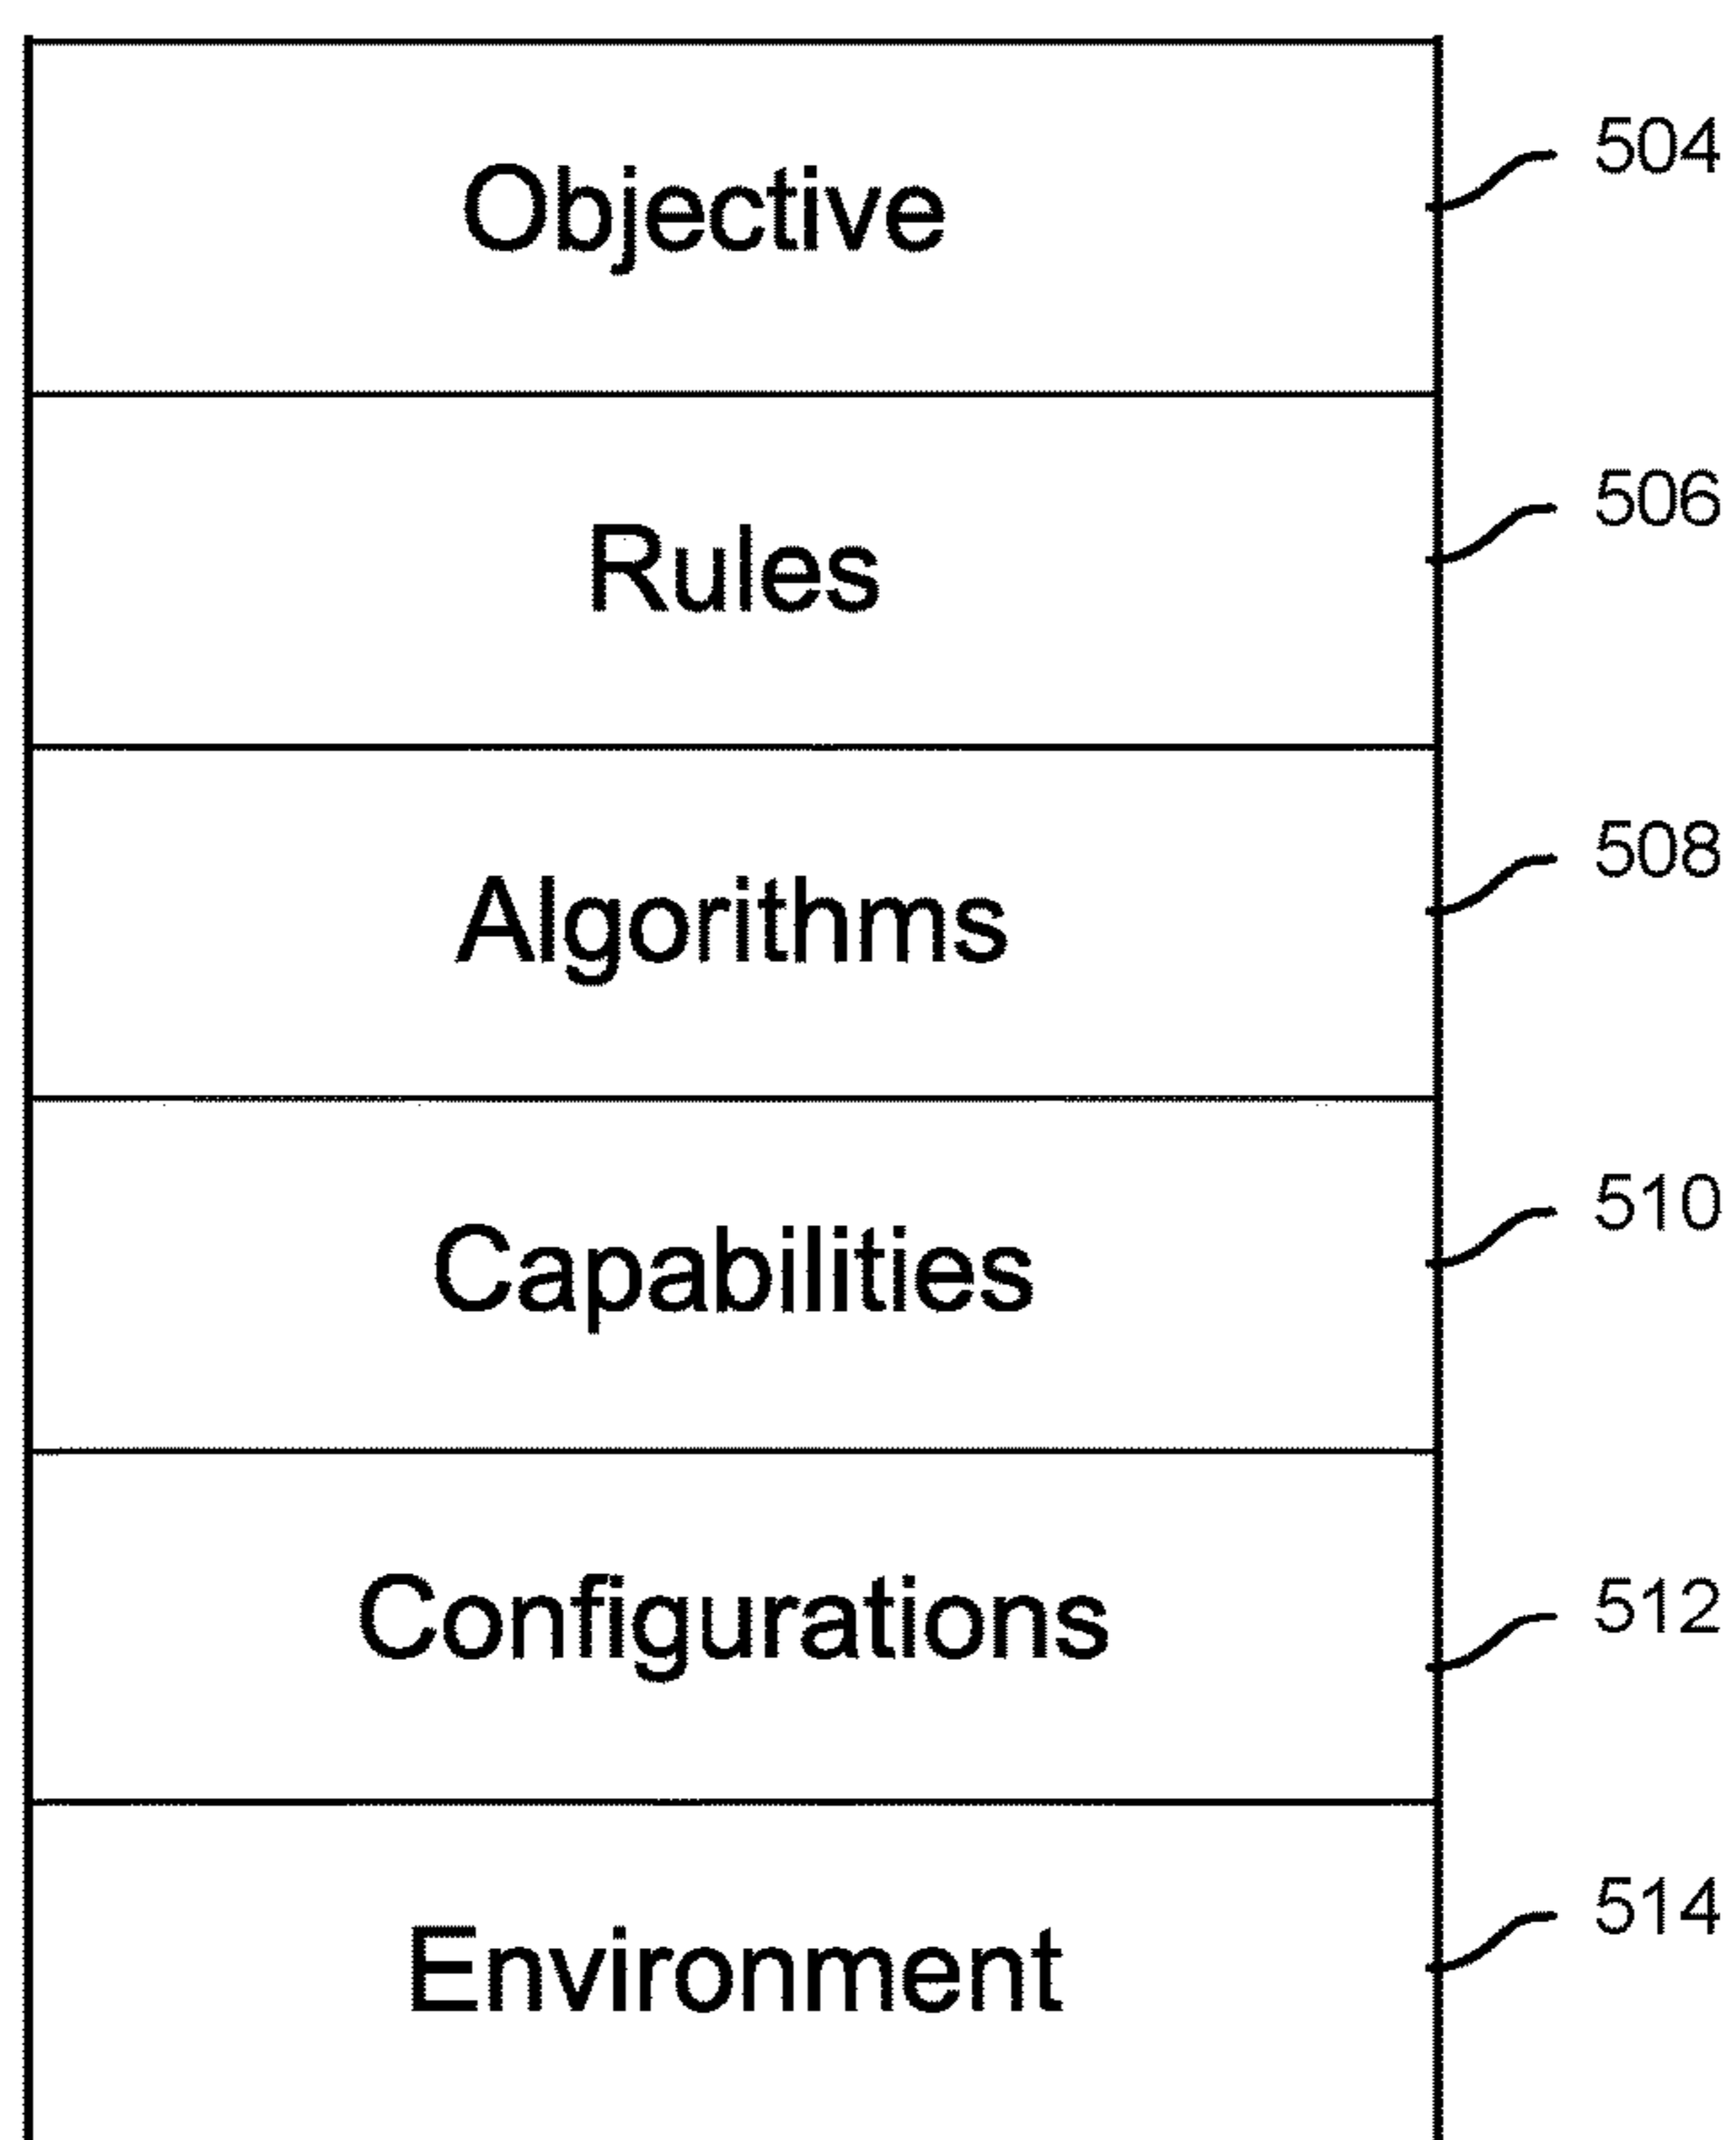 Objective 504
Rules 506
Algorithms 508
Capabilities 510
Configurations 512
Environment 514